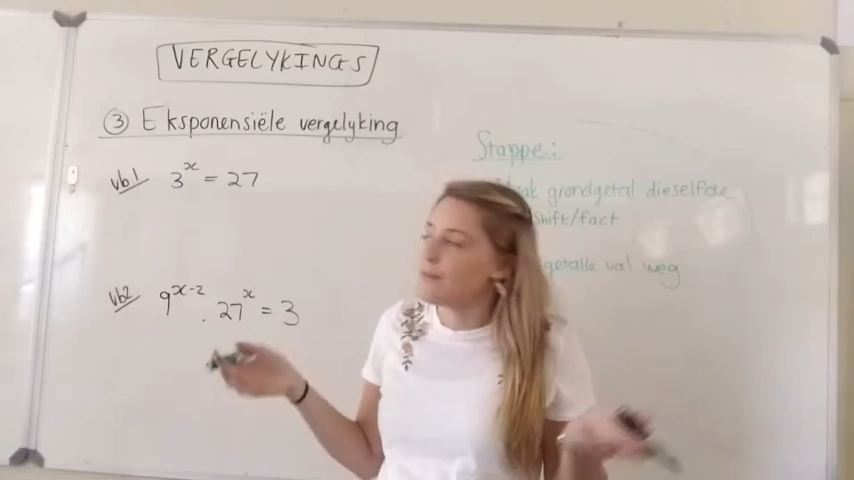 VERGELYKINGS
③ Eksponensiële vergelyking
vb1 3^x = 27
vb2 9^(x-2) . 27^x = 3
Stappe:
grondgetal dieselfde
shift/fact
getalle val weg